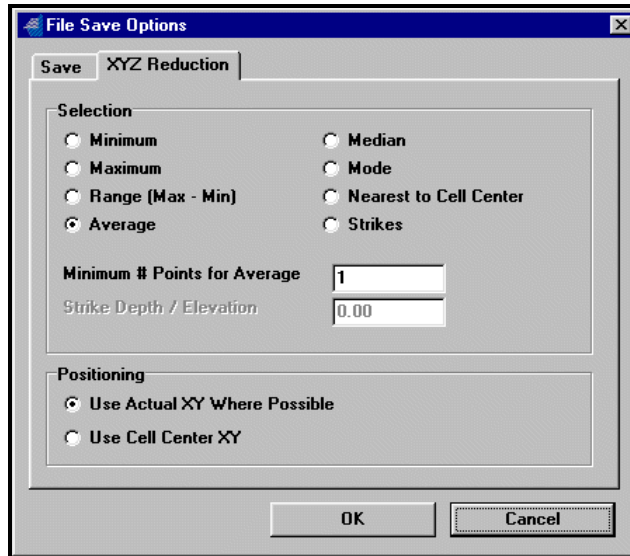 File Save Options
Save XYZ Reduction
Selection
Minimum Median
Maximum Mode
Range (Max - Min) Nearest to Cell Center
Average Strikes
Minimum # Points for Average 1
Strike Depth / Elevation 0.00
Positioning
Use Actual XY Where Possible
Use Cell Center XY
OK Cancel